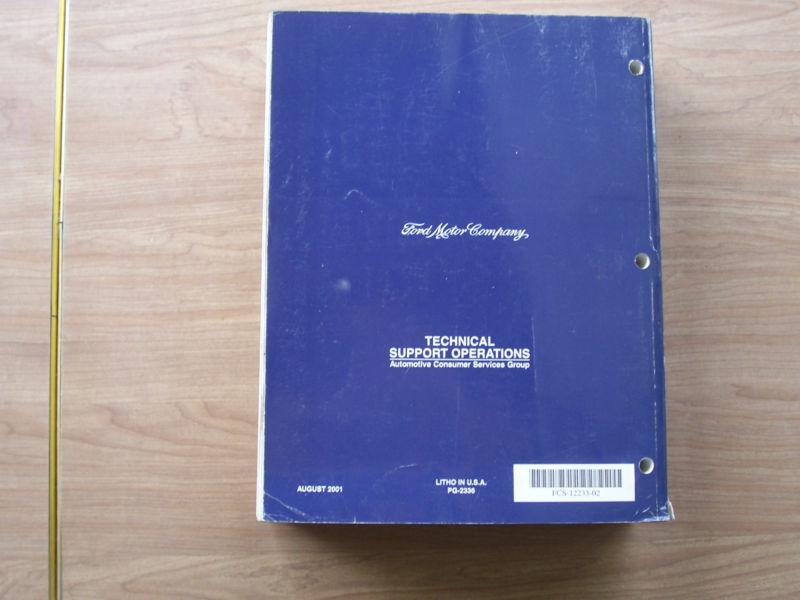 Ford Motor Company,
TECHNICAL
SUPPORT OPERATIONS
Automotive Consumer Services Group
AUGUST 2001
LITHO IN U.S.A.
PG-2336
FCS-12233-02